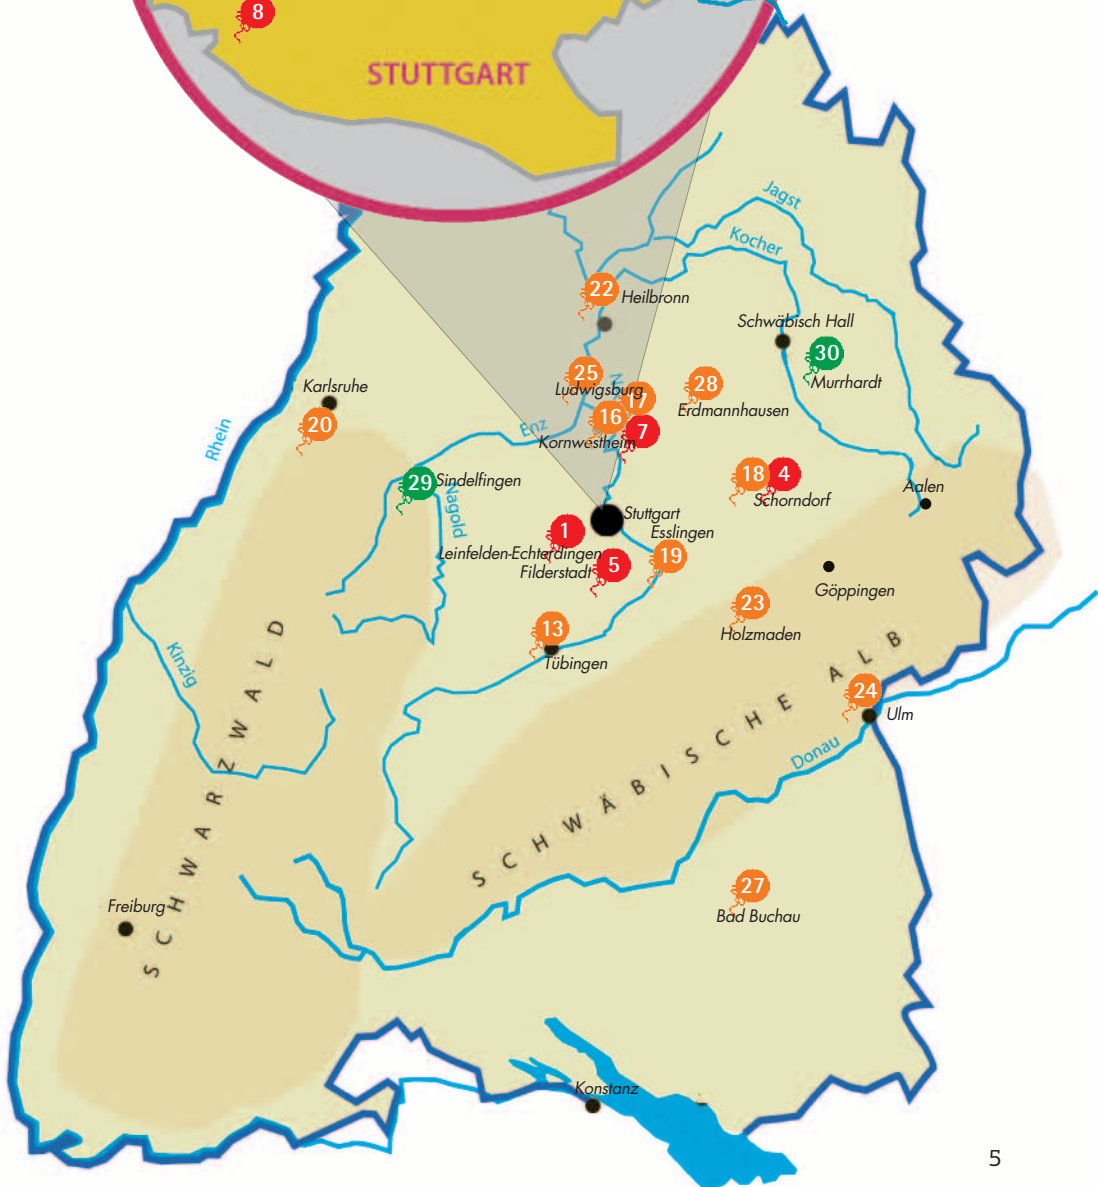 8
STUTTGART
Jagst
Kocher
22
Heilbronn
Schwäbisch Hall
30
Murrhardt
25
Ludwigsburg
17
28
Erdmannhausen
Karlsruhe
20
Rhein
Enz
16
7
Kornwestheim
29
Sindelfingen
Nagold
18
4
Schorndorf
Aalen
Stuttgart
1
Esslingen
Leinfelden-Echterdingen
19
Filderstadt
5
Göppingen
23
Holzmaden
13
Tübingen
Kinzig
SCHWARZWALD
SCHWÄBISCHE ALB
24
Ulm
Donau
27
Bad Buchau
Freiburg
Konstanz
5